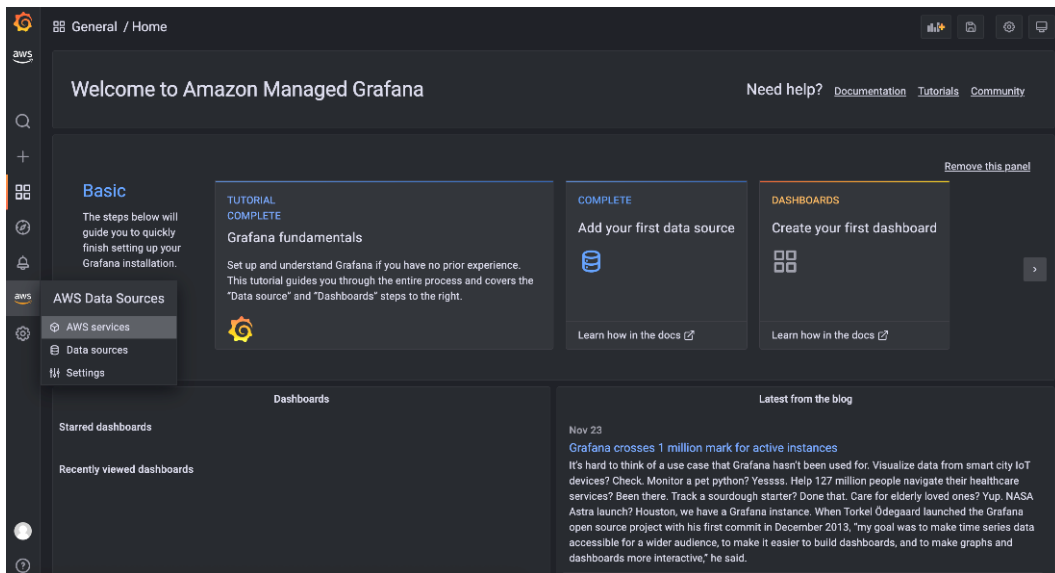 General / Home
aws
Welcome to Amazon Managed Grafana
Need help? Documentation Tutorials Community
Remove this panel
Basic
The steps below will
guide you to quickly
finish setting up your
Grafana installation.
TUTORIAL
COMPLETE
Grafana fundamentals
Set up and understand Grafana if you have no prior experience.
This tutorial guides you through the entire process and covers the
"Data source" and "Dashboards" steps to the right.
COMPLETE
Add your first data source
Learn how in the docs
DASHBOARDS
Create your first dashboard
Learn how in the docs
aws
AWS Data Sources
AWS services
Data sources
Settings
Dashboards
Starred dashboards
Recently viewed dashboards
Latest from the blog
Nov 23
Grafana crosses 1 million mark for active instances
It's hard to think of a use case that Grafana hasn't been used for. Visualize data from smart city IoT
devices? Check. Monitor a pet python? Yessss. Help 127 million people navigate their healthcare
services? Been there. Track a sourdough starter? Done that. Care for elderly loved ones? Yup. NASA
Astra launch? Houston, we have a Grafana instance. When Torkel Ödegaard launched the Grafana
open source project with his first commit in December 2013, "my goal was to make time series data
accessible for a wider audience, to make it easier to build dashboards, and to make graphs and
dashboards more interactive," he said.